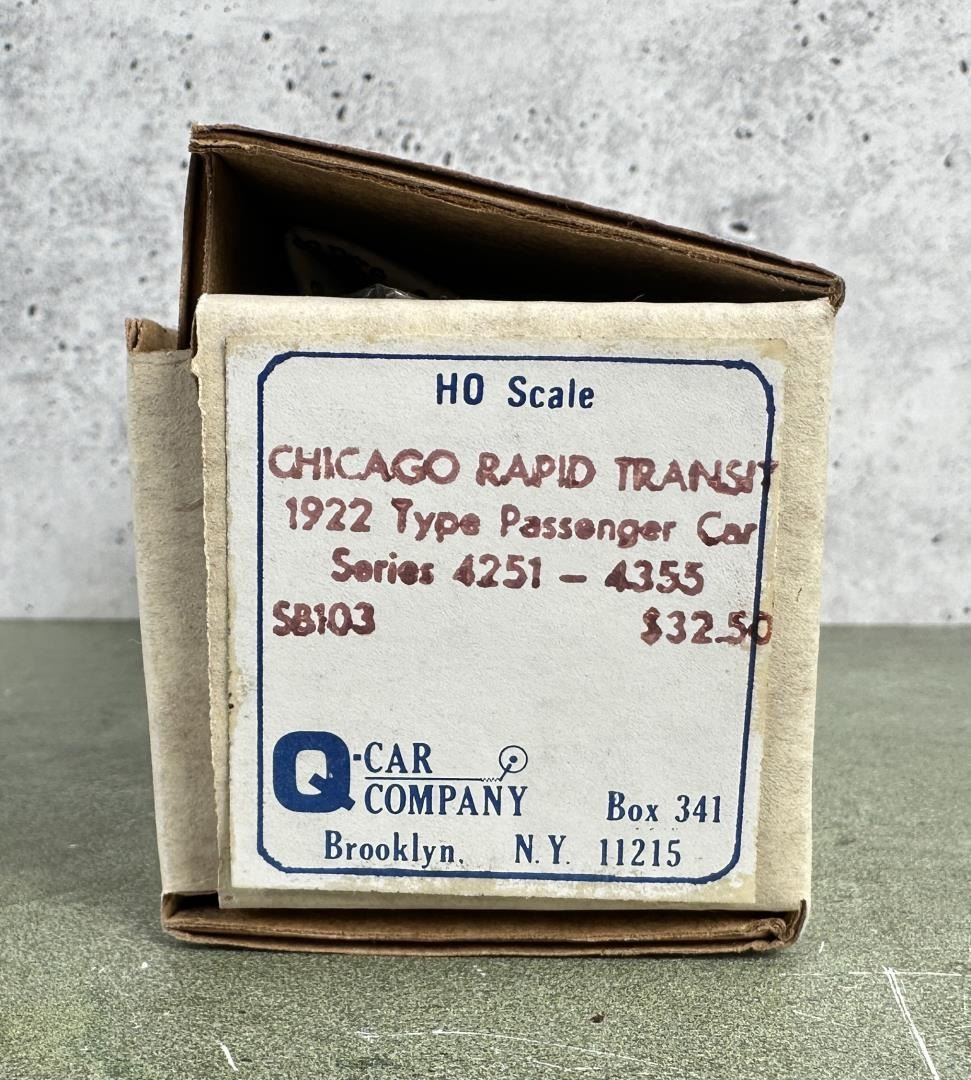 HO Scale
CHICAGO RAPID TRANSIT
1922 Type Passenger Car
Series 4251 – 4355
SB103 $32.50
Q-CAR
COMPANY Box 341
Brooklyn, N.Y. 11215